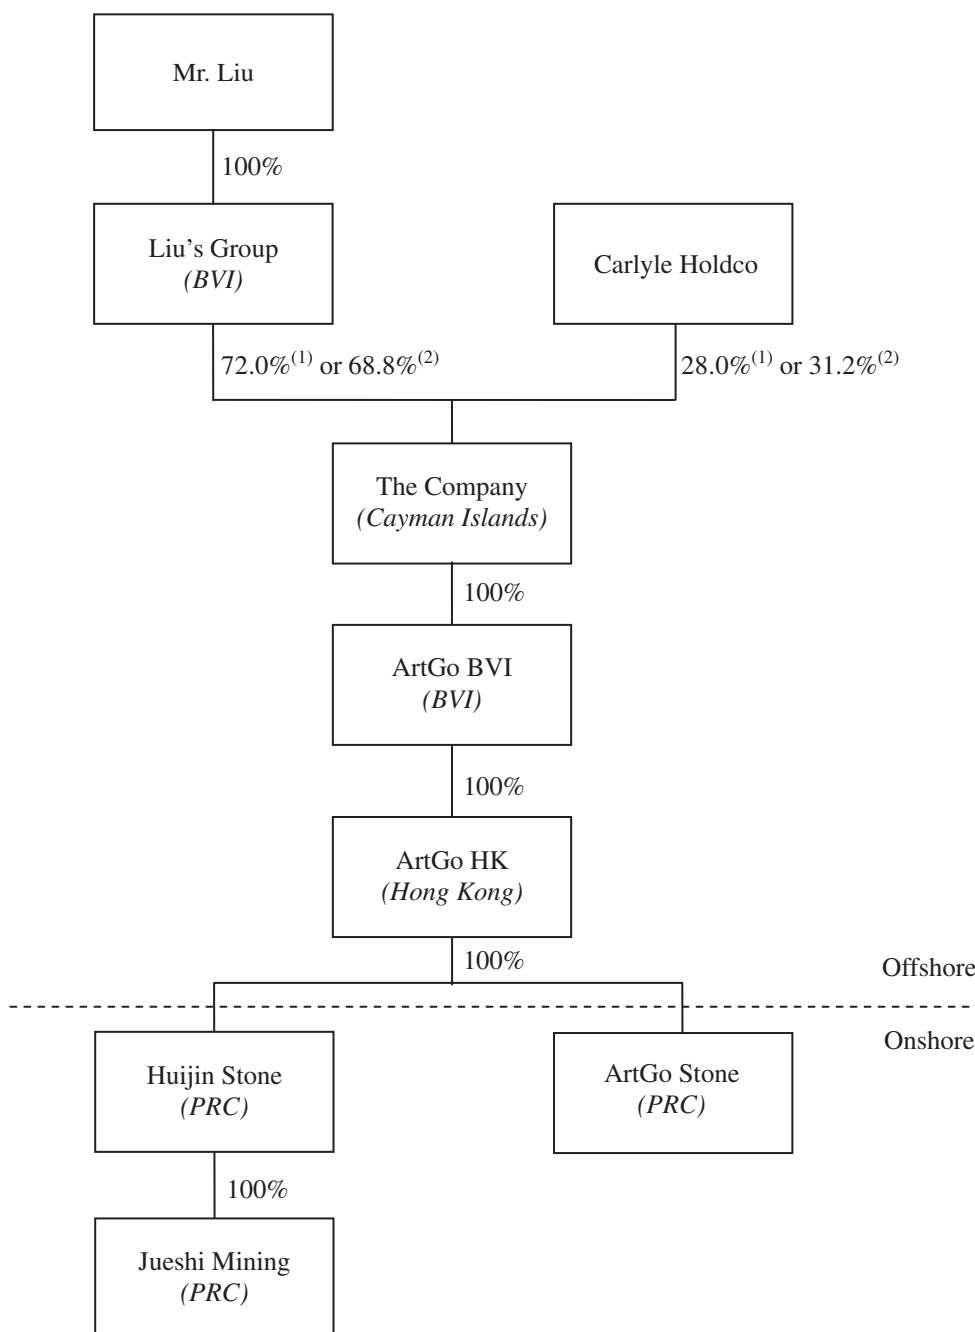 Mr. Liu
100%
Liu’s Group
(BVI)
Carlyle Holdco
72.0%(1) or 68.8%(2)
28.0%(1) or 31.2%(2)
The Company
(Cayman Islands)
100%
ArtGo BVI
(BVI)
100%
ArtGo HK
(Hong Kong)
100%
Offshore
Onshore
Huijin Stone
(PRC)
ArtGo Stone
(PRC)
100%
Jueshi Mining
(PRC)